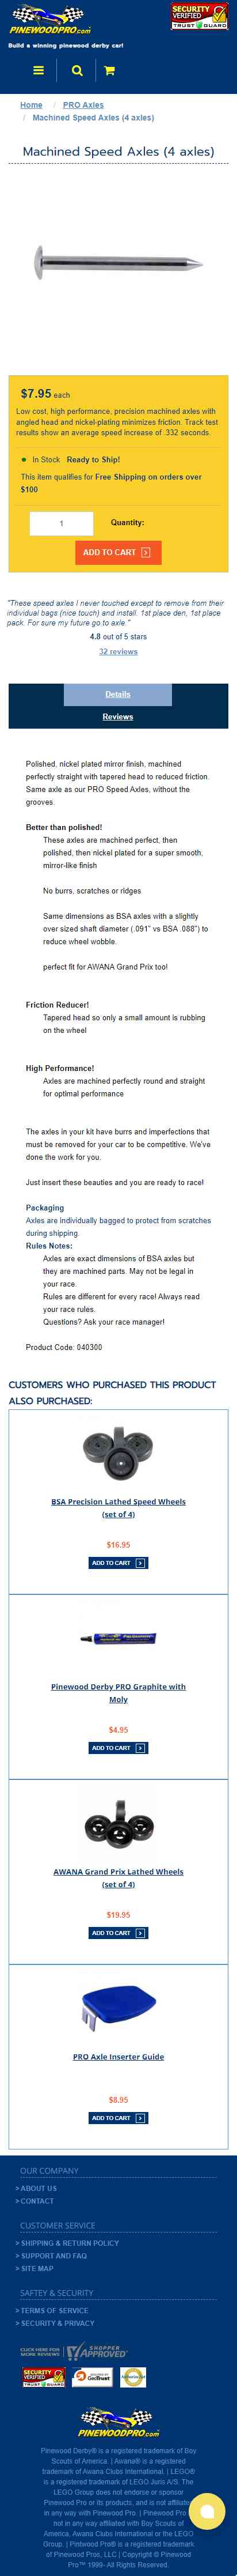 PINEWOODPRO.com
Build a winning pinewood derby car!
SECURITY
VERIFIED
TRUST GUARD
Home / PRO Axles
/ Machined Speed Axles (4 axles)
Machined Speed Axles (4 axles)
$7.95 each
Low cost, high performance, precision machined axles with
angled head and nickel-plating minimizes friction. Track test
results show an average speed increase of .332 seconds.
In Stock Ready to Ship!
This item qualifies for Free Shipping on orders over
$100
1 Quantity:
ADD TO CART
"These speed axles I never touched except to remove from their
individual bags (nice touch) and install. 1st place den, 1st place
pack. For sure my future go to axle."
4.8 out of 5 stars
32 reviews
Details
Reviews
Polished, nickel plated mirror finish, machined
perfectly straight with tapered head to reduced friction.
Same axle as our PRO Speed Axles, without the
grooves.
Better than polished!
These axles are machined perfect, then
polished, then nickel plated for a super smooth,
mirror-like finish
No burrs, scratches or ridges
Same dimensions as BSA axles with a slightly
over sized shaft diameter (.091" vs BSA .088") to
reduce wheel wobble.
perfect fit for AWANA Grand Prix too!
Friction Reducer!
Tapered head so only a small amount is rubbing
on the wheel
High Performance!
Axles are machined perfectly round and straight
for optimal performance
The axles in your kit have burrs and imperfections that
must be removed for your car to be competitive. We've
done the work for you.
Just insert these beauties and you are ready to race!
Packaging
Axles are individually bagged to protect from scratches
during shipping.
Rules Notes:
Axles are exact dimensions of BSA axles but
they are machined parts. May not be legal in
your race.
Rules are different for every race! Always read
your race rules.
Questions? Ask your race manager!
Product Code: 040300
CUSTOMERS WHO PURCHASED THIS PRODUCT
ALSO PURCHASED:
BSA Precision Lathed Speed Wheels
(set of 4)
$16.95
ADD TO CART
Pinewood Derby PRO Graphite with
Moly
$4.95
ADD TO CART
AWANA Grand Prix Lathed Wheels
(set of 4)
$19.95
ADD TO CART
PRO Axle Inserter Guide
$8.95
ADD TO CART
OUR COMPANY
> ABOUT US
> CONTACT
CUSTOMER SERVICE
> SHIPPING & RETURN POLICY
> SUPPORT AND FAQ
> SITE MAP
SAFTEY & SECURITY
> TERMS OF SERVICE
> SECURITY & PRIVACY
CLICK HERE FOR
MORE REVIEWS
SHOPPER
APPROVED
SECURITY
VERIFIED
TRUST GUARD
GeoTrust
PINEWOODPRO.com
Pinewood Derby® is a registered trademark of Boy
Scouts of America. | Awana® is a registered
trademark of Awana Clubs International. | LEGO®
is a registered trademark of LEGO Juris A/S. The
LEGO Group does not endorse or sponsor
Pinewood Pro or its products, and is not affiliated
in any way with Pinewood Pro. | Pinewood Pro is
not in any way affiliated with Boy Scouts of
America, Awana Clubs International or the LEGO
Group. | Pintwood Pro® is a registered trademark
of Pinewood Pros, LLC | Copyright © Pinewood
Pro™ 1999- All Rights Reserved.